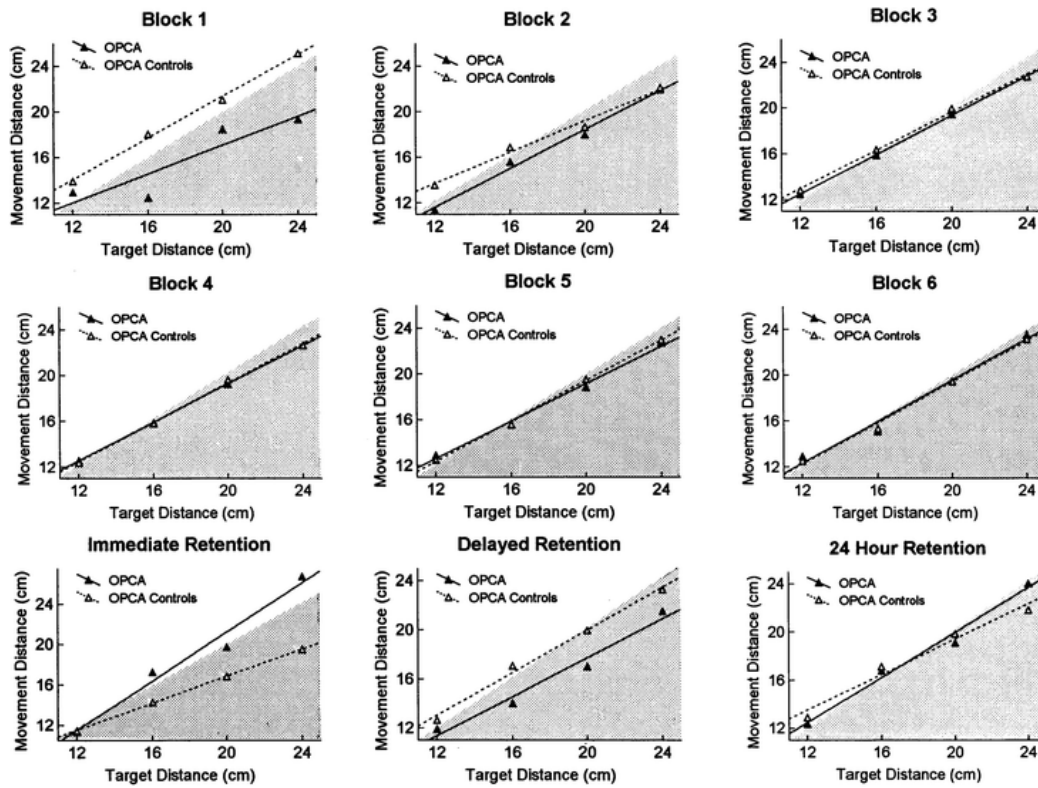 Block 1
OPCA
OPCA Controls
Movement Distance (cm)
24
20
16
12
12 16 20 24
Target Distance (cm)
Block 2
OPCA
OPCA Controls
Movement Distance (cm)
24
20
16
12
12 16 20 24
Target Distance (cm)
Block 3
OPCA
OPCA Controls
Movement Distance (cm)
24
20
16
12
12 16 20 24
Target Distance (cm)
Block 4
OPCA
OPCA Controls
Movement Distance (cm)
24
20
16
12
12 16 20 24
Target Distance (cm)
Block 5
OPCA
OPCA Controls
Movement Distance (cm)
24
20
16
12
12 16 20 24
Target Distance (cm)
Block 6
OPCA
OPCA Controls
Movement Distance (cm)
24
20
16
12
12 16 20 24
Target Distance (cm)
Immediate Retention
OPCA
OPCA Controls
Movement Distance (cm)
24
20
16
12
12 16 20 24
Target Distance (cm)
Delayed Retention
OPCA
OPCA Controls
Movement Distance (cm)
24
20
16
12
12 16 20 24
Target Distance (cm)
24 Hour Retention
OPCA
OPCA Controls
Movement Distance (cm)
24
20
16
12
12 16 20 24
Target Distance (cm)